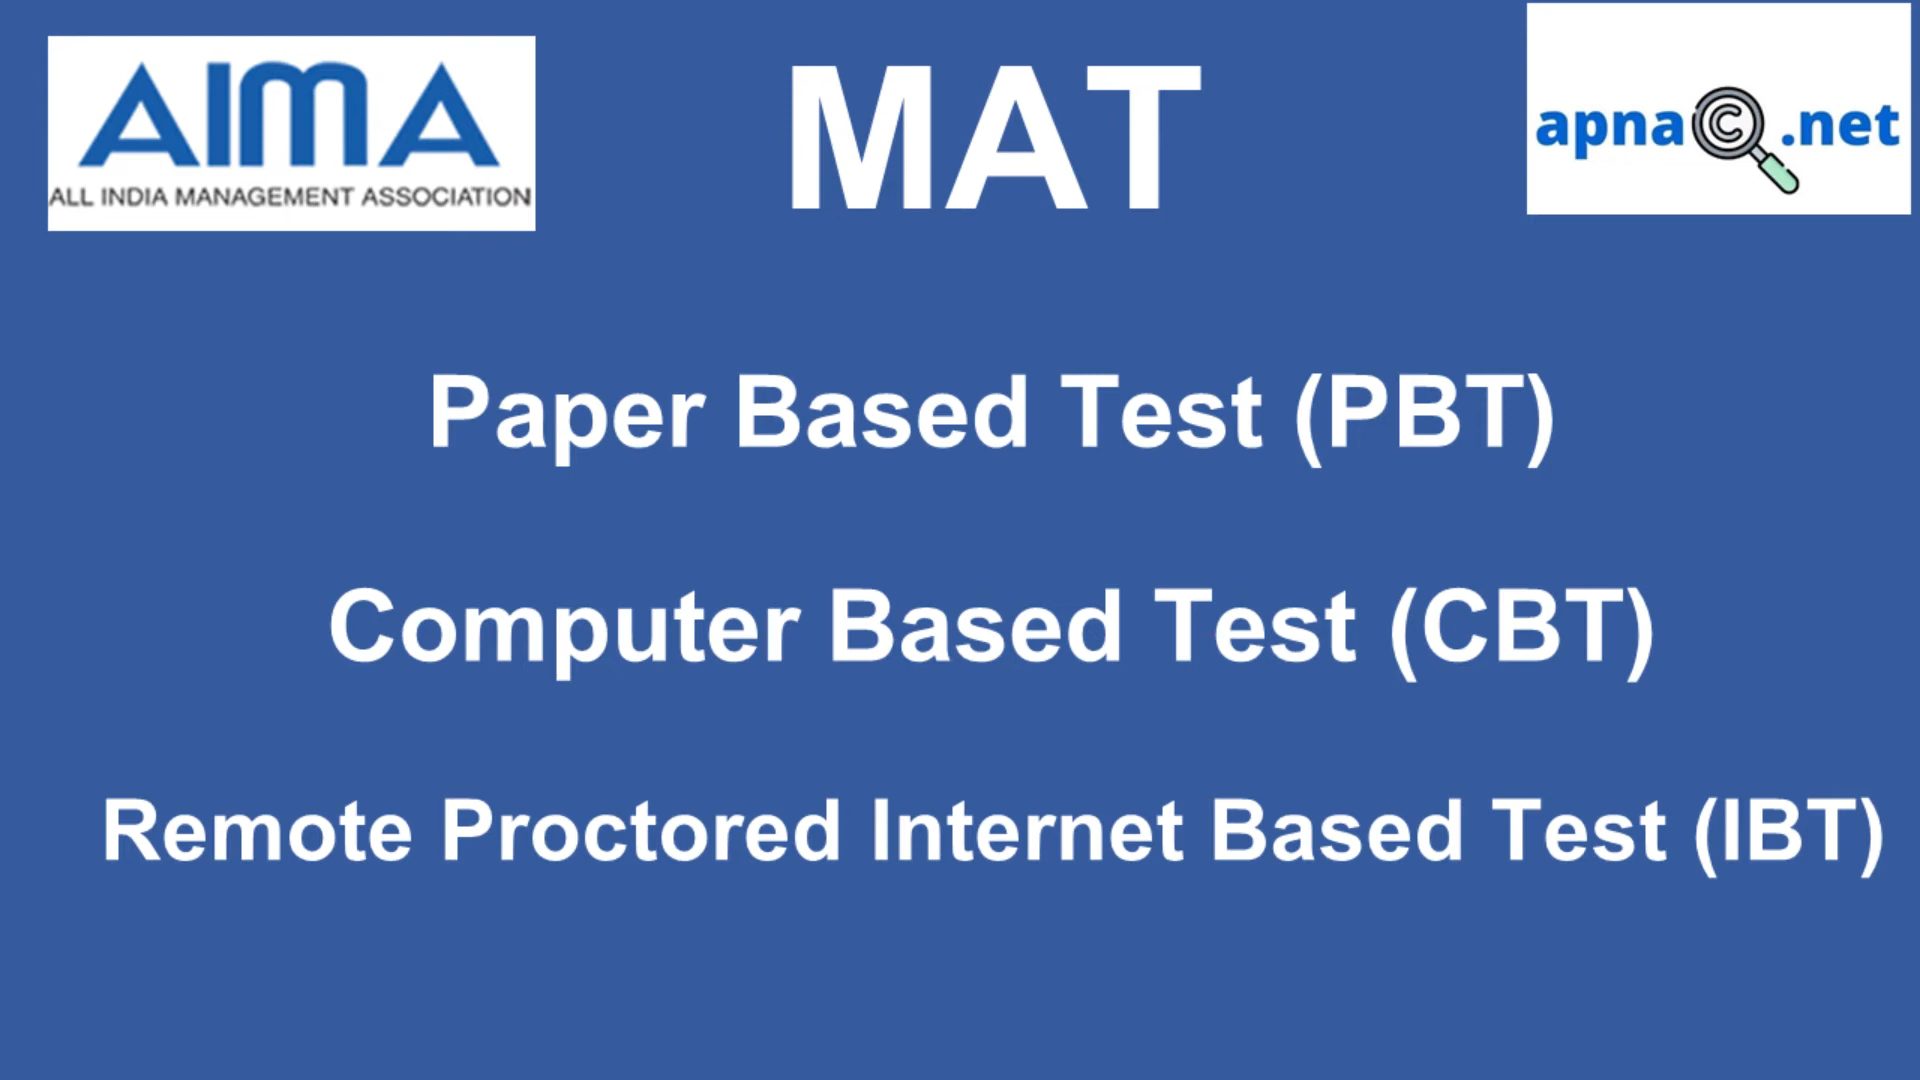 AIMA
ALL INDIA MANAGEMENT ASSOCIATION
MAT
apna©.net
Paper Based Test (PBT)
Computer Based Test (CBT)
Remote Proctored Internet Based Test (IBT)